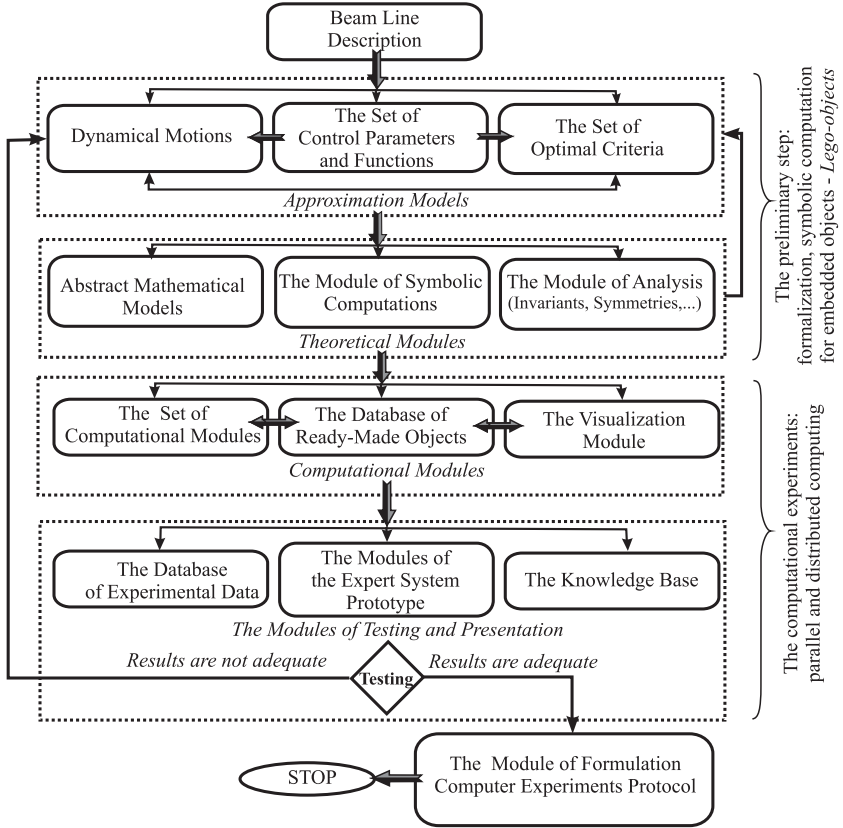 Beam Line
Description
Dynamical Motions
The Set of
Control Parameters
and Functions
The Set of
Optimal Criteria
Approximation Models
Abstract Mathematical
Models
The Module of Symbolic
Computations
The Module of Analysis
(Invariants, Symmetries,...)
Theoretical Modules
The preliminary step:
formalization, symbolic computation
for embedded objects - Lego-objects
The Set of
Computational Modules
The Database of
Ready-Made Objects
The Visualization
Module
Computational Modules
The Database
of Experimental Data
The Modules of
the Expert System
Prototype
The Knowledge Base
The Modules of Testing and Presentation
Results are not adequate
Testing
Results are adequate
The computational experiments:
parallel and distributed computing
The Module of Formulation
Computer Experiments Protocol
STOP